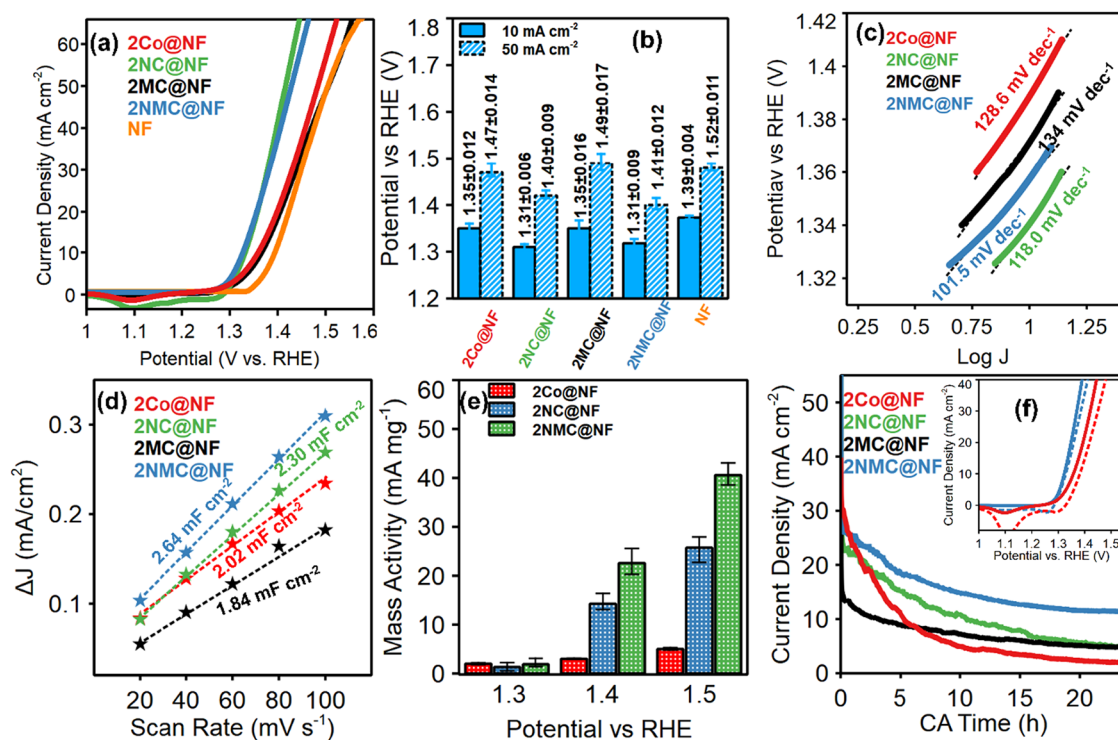 (a)
2Co@NF
2NC@NF
2MC@NF
2NMC@NF
NF
Current Density (mA cm⁻²)
60
50
40
30
20
10
0
1 1.1 1.2 1.3 1.4 1.5 1.6
Potential (V vs. RHE)
(b)
10 mA cm⁻²
50 mA cm⁻²
Potential vs RHE (V)
1.7
1.6
1.5
1.4
1.3
1.2
1.35±0.012
1.47±0.014
1.31±0.006
1.40±0.009
1.35±0.016
1.49±0.017
1.31±0.009
1.41±0.012
1.39±0.004
1.52±0.011
2Co@NF
2NC@NF
2MC@NF
2NMC@NF
NF
(c)
2Co@NF
2NC@NF
2MC@NF
2NMC@NF
Potentiav vs RHE (V)
1.42
1.4
1.38
1.36
1.34
1.32
128.6 mV dec⁻¹
134 mV dec⁻¹
101.5 mV dec⁻¹
118.0 mV dec⁻¹
0.25 0.75 1.25
Log J
(d)
2Co@NF
2NC@NF
2MC@NF
2NMC@NF
ΔJ (mA/cm²)
0.3
0.2
0.1
2.30 mF cm⁻²
2.64 mF cm⁻²
2.02 mF cm⁻²
1.84 mF cm⁻²
20 40 60 80 100
Scan Rate (mV s⁻¹)
(e)
2Co@NF
2NC@NF
2NMC@NF
Mass Activity (mA mg⁻¹)
60
50
40
30
20
10
0
1.3 1.4 1.5
Potential vs RHE
2Co@NF
2NC@NF
2MC@NF
2NMC@NF
Current Density (mA cm⁻²)
50
40
30
20
10
0
0 5 10 15 20
CA Time (h)
(f)
Current Density (mA cm⁻²)
40
30
20
10
0
1 1.1 1.2 1.3 1.4 1.5
Potential vs. RHE (V)